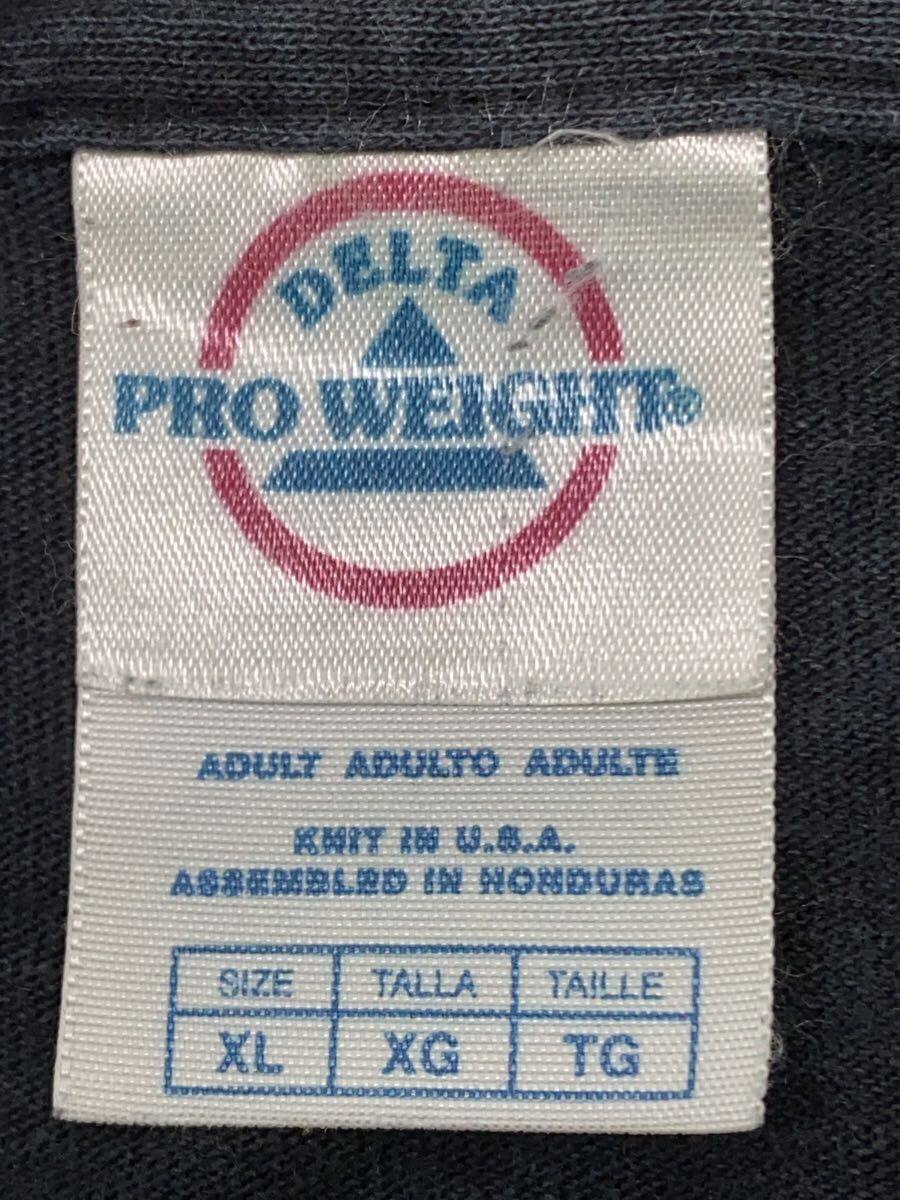 DELTA
PRO WEIGHT®
ADULT ADULTO ADULTE
KNIT IN U.S.A.
ASSEMBLED IN HONDURAS
SIZE TALLA TAILLE
XL XG TG